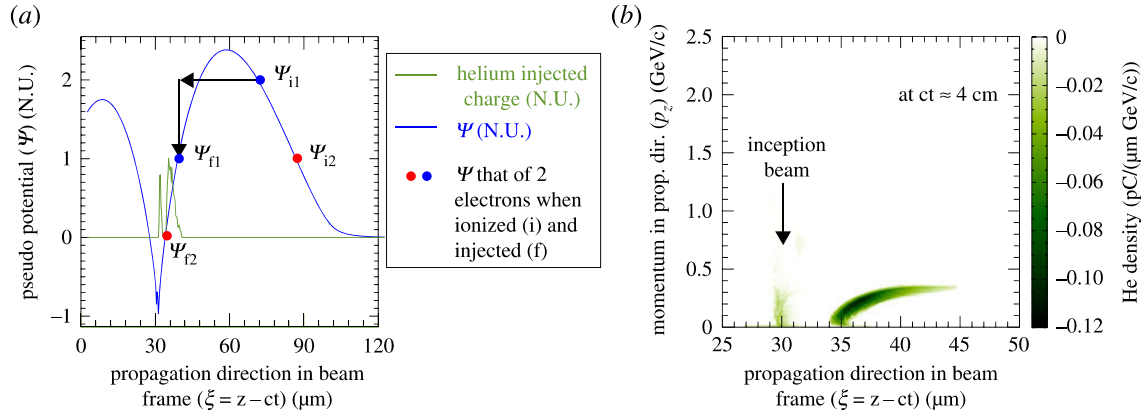 (a)
pseudo potential (Ψ) (N.U.)
2
1
0
−1
0
30
60
90
120
propagation direction in beam
frame (ξ = z – ct) (µm)
Ψi1
Ψf1
Ψi2
Ψf2
helium injected
charge (N.U.)
Ψ (N.U.)
Ψ that of 2
electrons when
ionized (i) and
injected (f)
(b)
momentum in prop. dir. (pz) (GeV/c)
2.5
2.0
1.5
1.0
0.5
0
25
30
35
40
45
50
propagation direction in beam
frame (ξ = z – ct) (µm)
at ct ≈ 4 cm
inception
beam
0
−0.02
−0.04
−0.06
−0.08
−0.10
−0.12
He density (pC/(µm GeV/c))